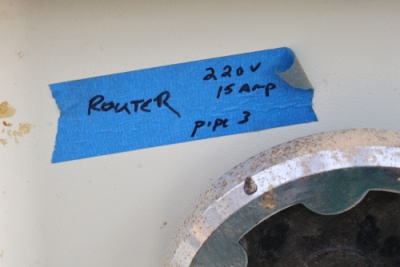 ROUTER
220V
15 Amp
pipe 3